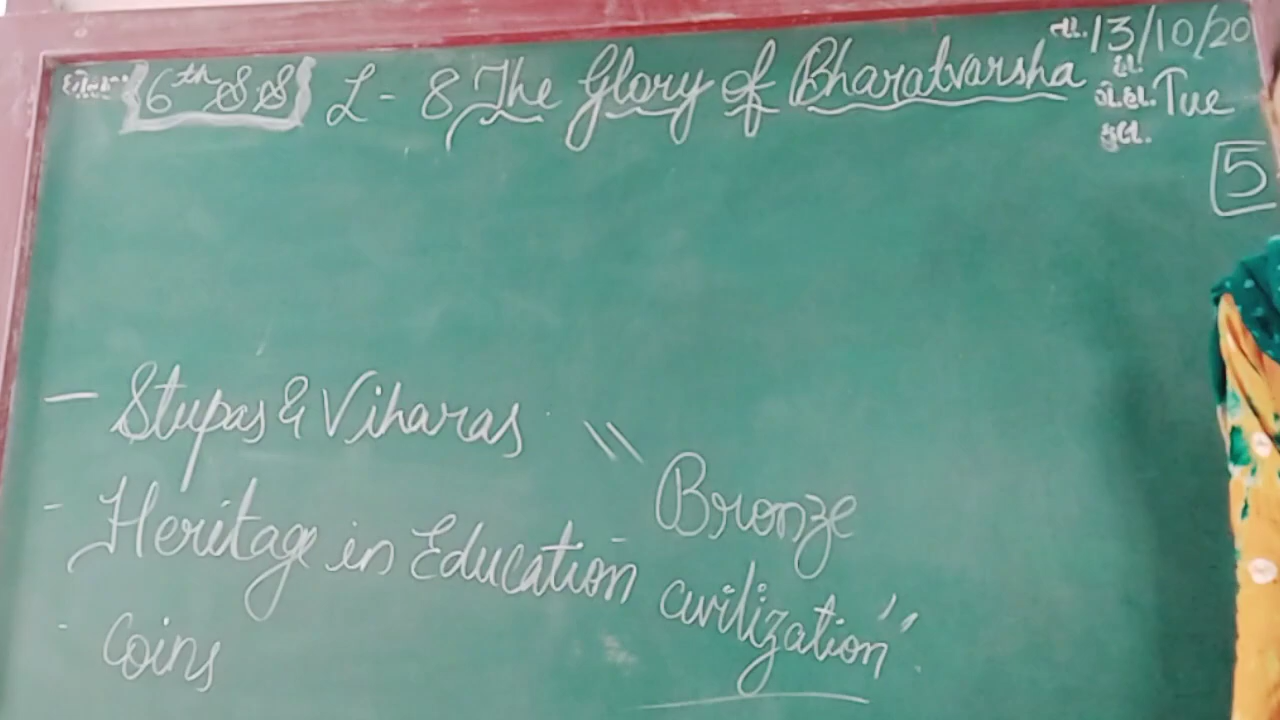 6th S.S L - 8, The Glory of Bharatvarsha
તા. 13/10/20
Tue
5
- Stupas & Viharas
- Heritage in Education
- Coins
" Bronze
civilization"